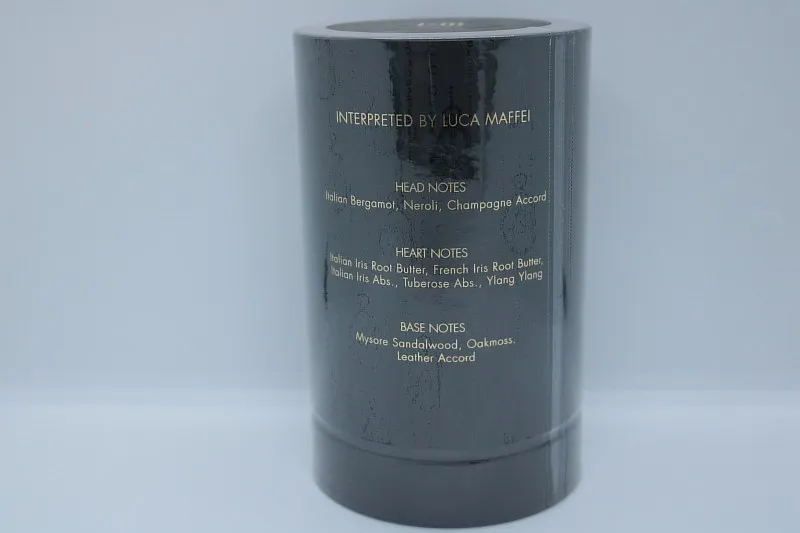 INTERPRETED BY LUCA MAFFEI
HEAD NOTES
Italian Bergamot, Neroli, Champagne Accord
HEART NOTES
Italian Iris Root Butter, French Iris Root Butter,
Italian Iris Abs., Tuberose Abs., Ylang Ylang
BASE NOTES
Mysore Sandalwood, Oakmoss.
Leather Accord